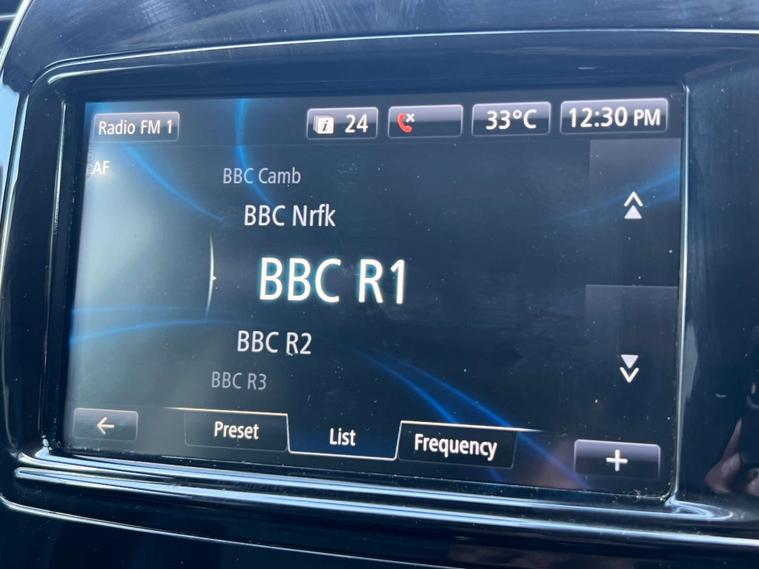 Radio FM 1
i 24
33°C
12:30 PM
AF
BBC Camb
BBC Nrfk
BBC R1
BBC R2
BBC R3
Preset
List
Frequency
+